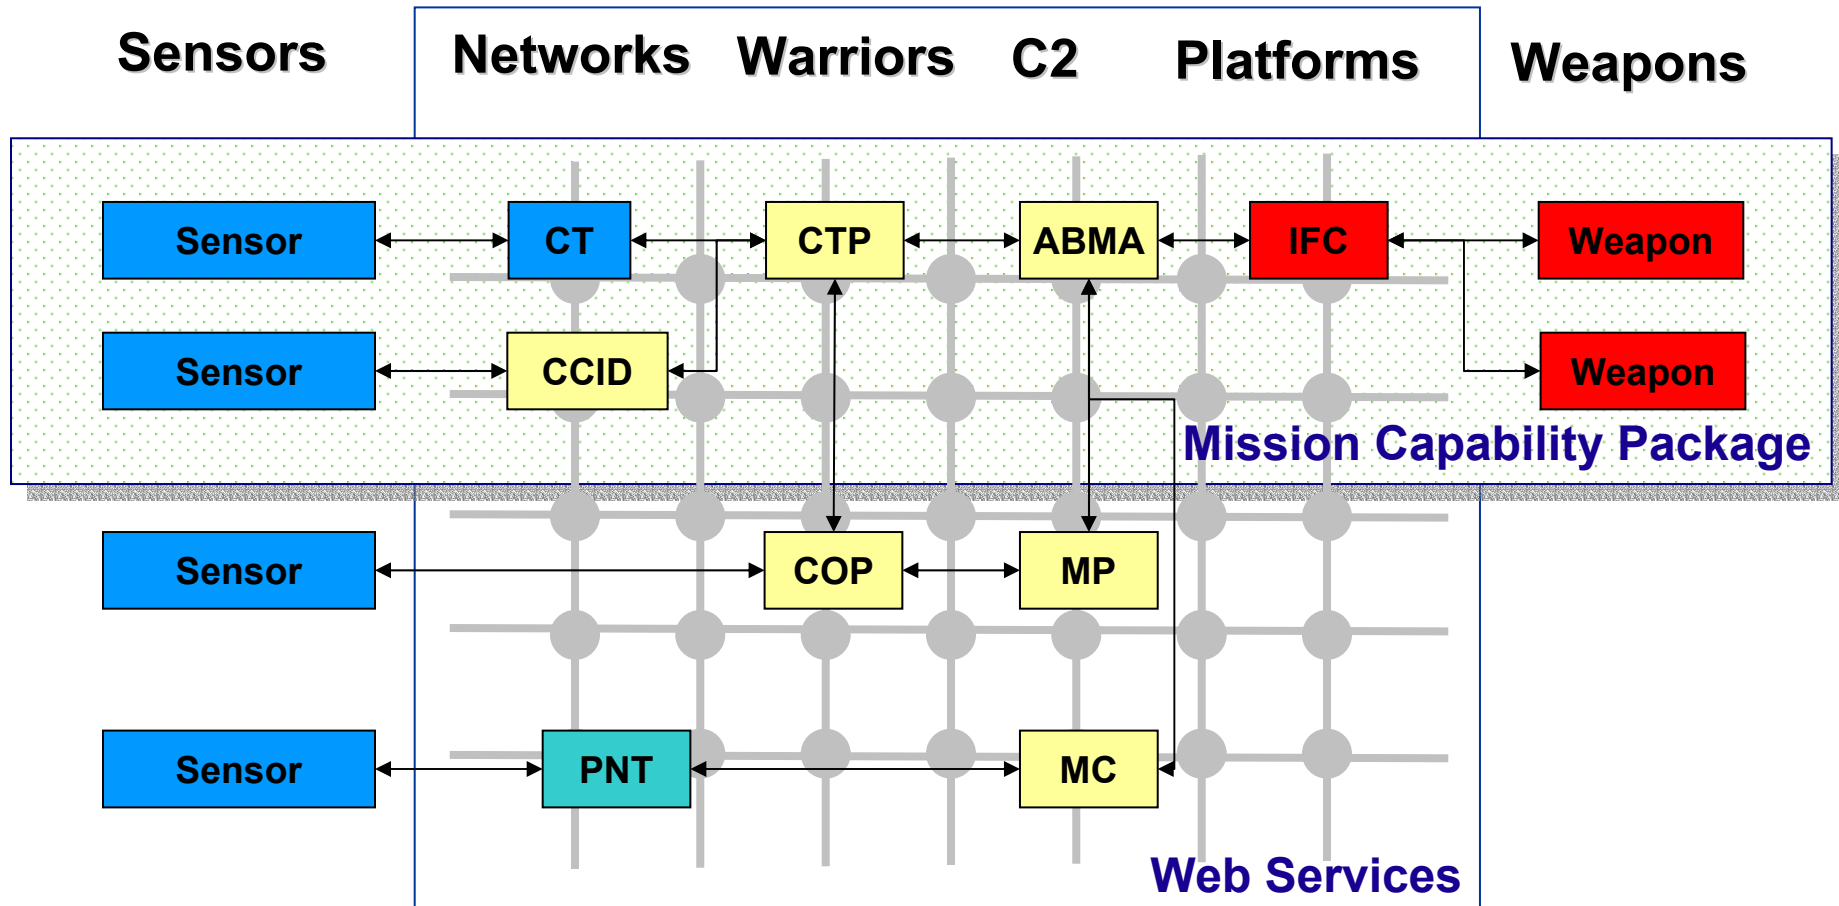 Sensors Networks Warriors C2 Platforms Weapons
Sensor CT CTP ABMA IFC Weapon
Sensor CCID Weapon
Mission Capability Package
Sensor COP MP
Sensor PNT MC
Web Services